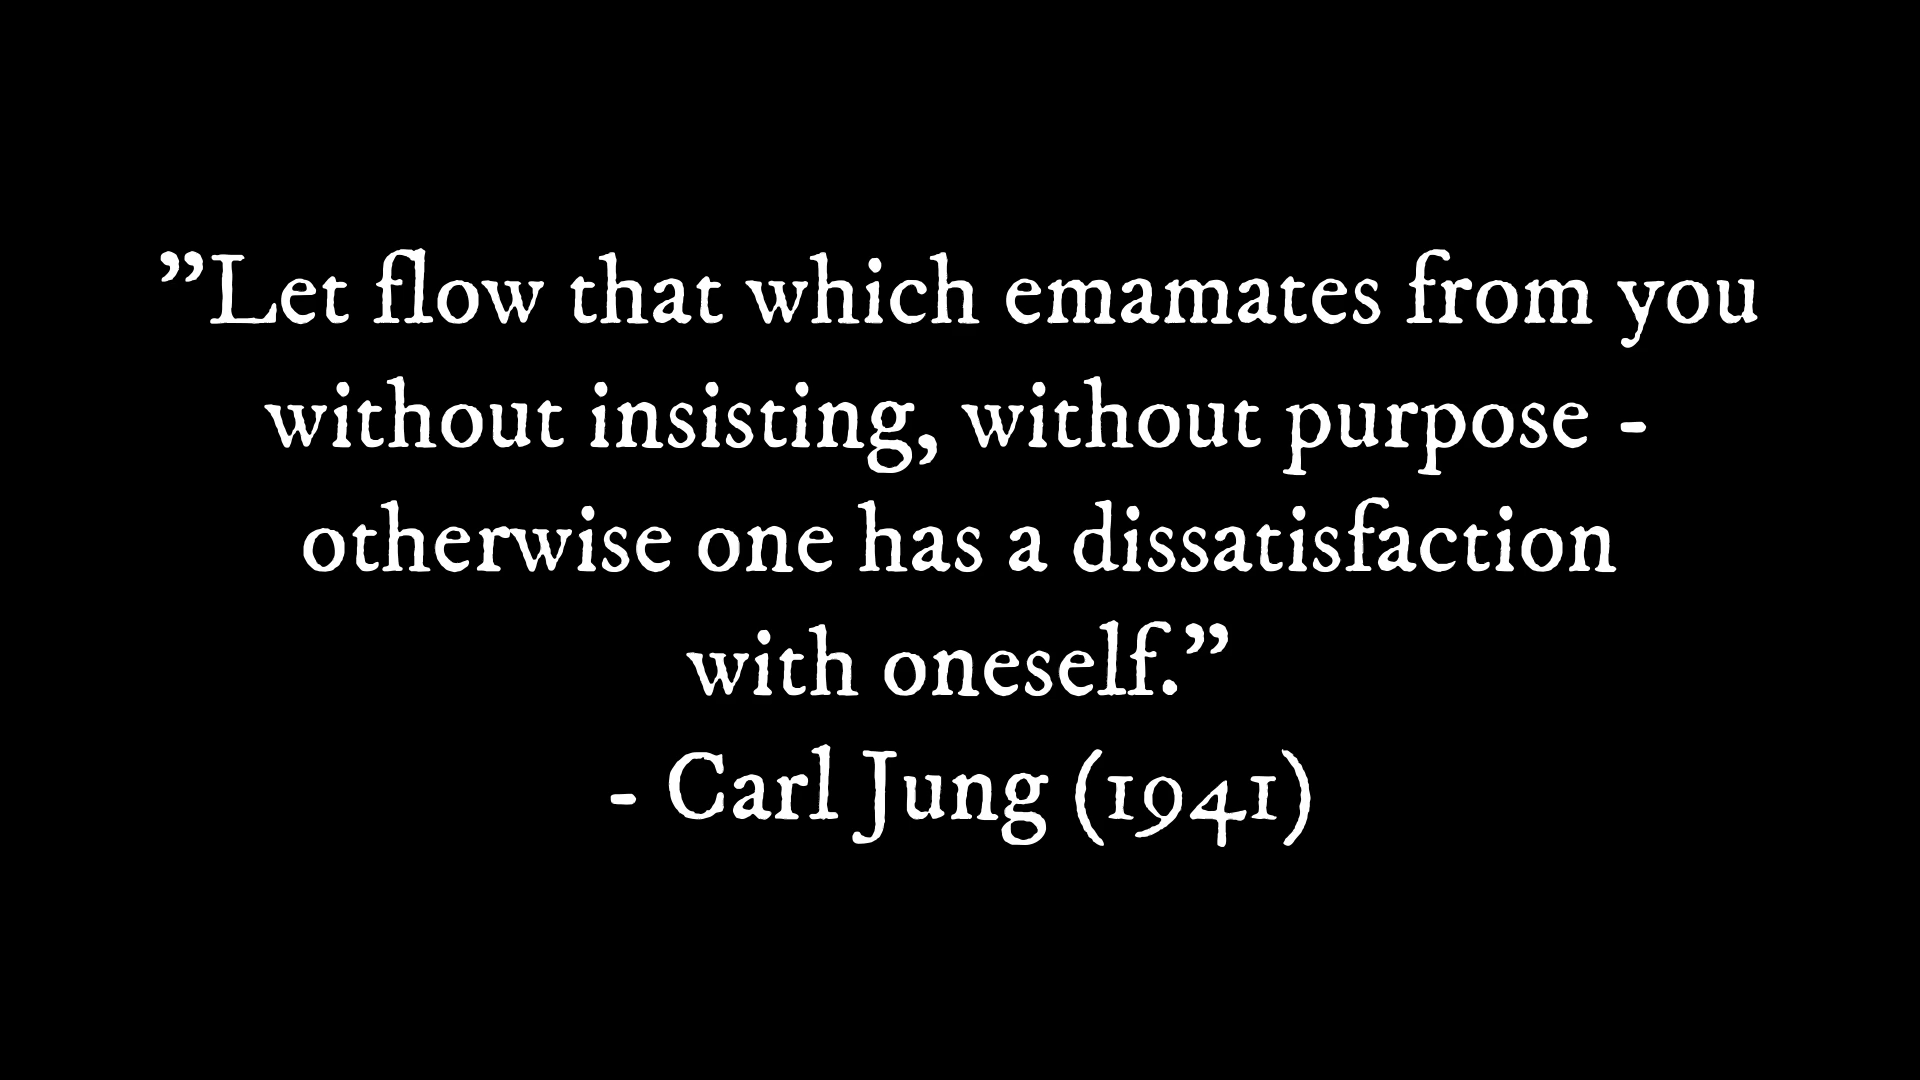 ”Let flow that which emamates from you
without insisting, without purpose -
otherwise one has a dissatisfaction
with oneself.”
- Carl Jung (1941)